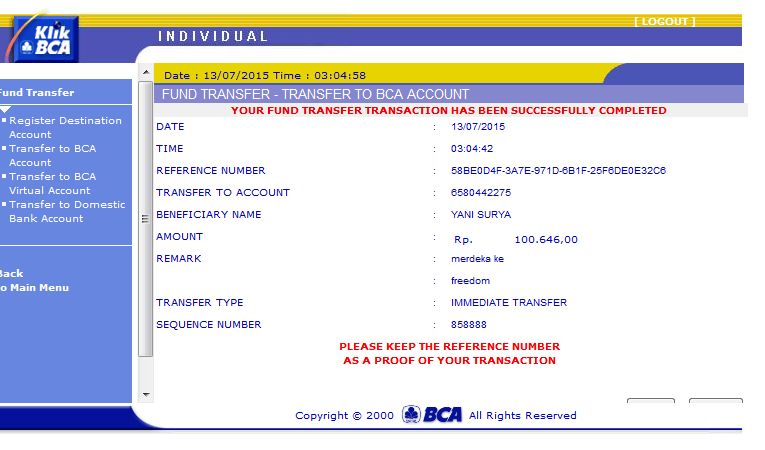 [ LOGOUT ]
Klik
BCA
INDIVIDUAL
Date : 13/07/2015 Time : 03:04:58
Fund Transfer
Register Destination
Account
Transfer to BCA
Account
Transfer to BCA
Virtual Account
Transfer to Domestic
Bank Account
Back
o Main Menu
FUND TRANSFER - TRANSFER TO BCA ACCOUNT
YOUR FUND TRANSFER TRANSACTION HAS BEEN SUCCESSFULLY COMPLETED
DATE : 13/07/2015
TIME : 03:04:42
REFERENCE NUMBER : 58BE0D4F-3A7E-971D-6B1F-25F6DE0E32C6
TRANSFER TO ACCOUNT : 6580442275
BENEFICIARY NAME : YANI SURYA
AMOUNT : Rp. 100.646,00
REMARK : merdeka ke
: freedom
TRANSFER TYPE : IMMEDIATE TRANSFER
SEQUENCE NUMBER : 858888
PLEASE KEEP THE REFERENCE NUMBER
AS A PROOF OF YOUR TRANSACTION
Copyright © 2000 BCA All Rights Reserved